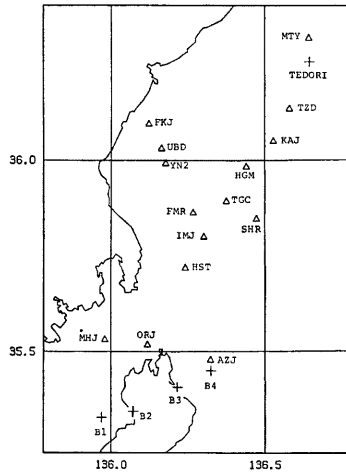 MTY
TEDORI
TZD
FKJ
KAJ
UBD
36.0
YN2
HGM
TGC
FMR
SHR
IMJ
HST
MHJ
ORJ
35.5
AZJ
B4
B3
B2
B1
136.0
136.5